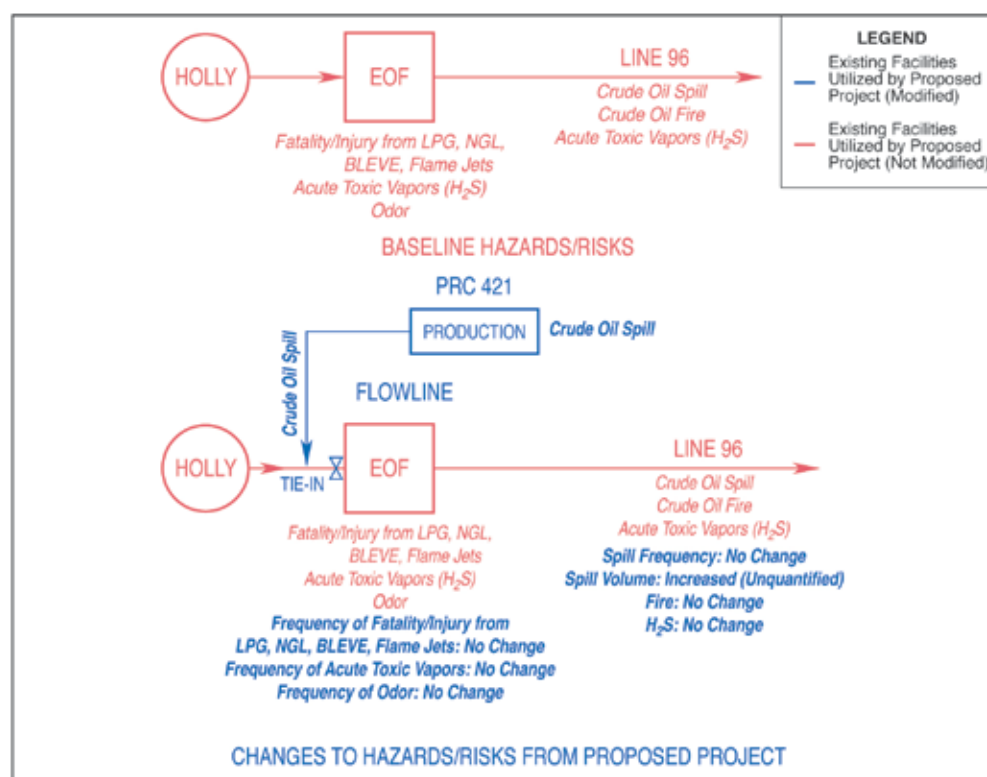 LEGEND
Existing Facilities
Utilized by Proposed
Project (Modified)
Existing Facilities
Utilized by Proposed
Project (Not Modified)
HOLLY
EOF
LINE 96
Crude Oil Spill
Crude Oil Fire
Acute Toxic Vapors (H₂S)
Fatality/Injury from LPG, NGL,
BLEVE, Flame Jets
Acute Toxic Vapors (H₂S)
Odor
BASELINE HAZARDS/RISKS
PRC 421
PRODUCTION
Crude Oil Spill
Crude Oil Spill
FLOWLINE
HOLLY
TIE-IN
EOF
LINE 96
Crude Oil Spill
Crude Oil Fire
Acute Toxic Vapors (H₂S)
Spill Frequency: No Change
Spill Volume: Increased (Unquantified)
Fire: No Change
H₂S: No Change
Fatality/Injury from LPG, NGL,
BLEVE, Flame Jets
Acute Toxic Vapors (H₂S)
Odor
Frequency of Fatality/Injury from
LPG, NGL, BLEVE, Flame Jets: No Change
Frequency of Acute Toxic Vapors: No Change
Frequency of Odor: No Change
CHANGES TO HAZARDS/RISKS FROM PROPOSED PROJECT